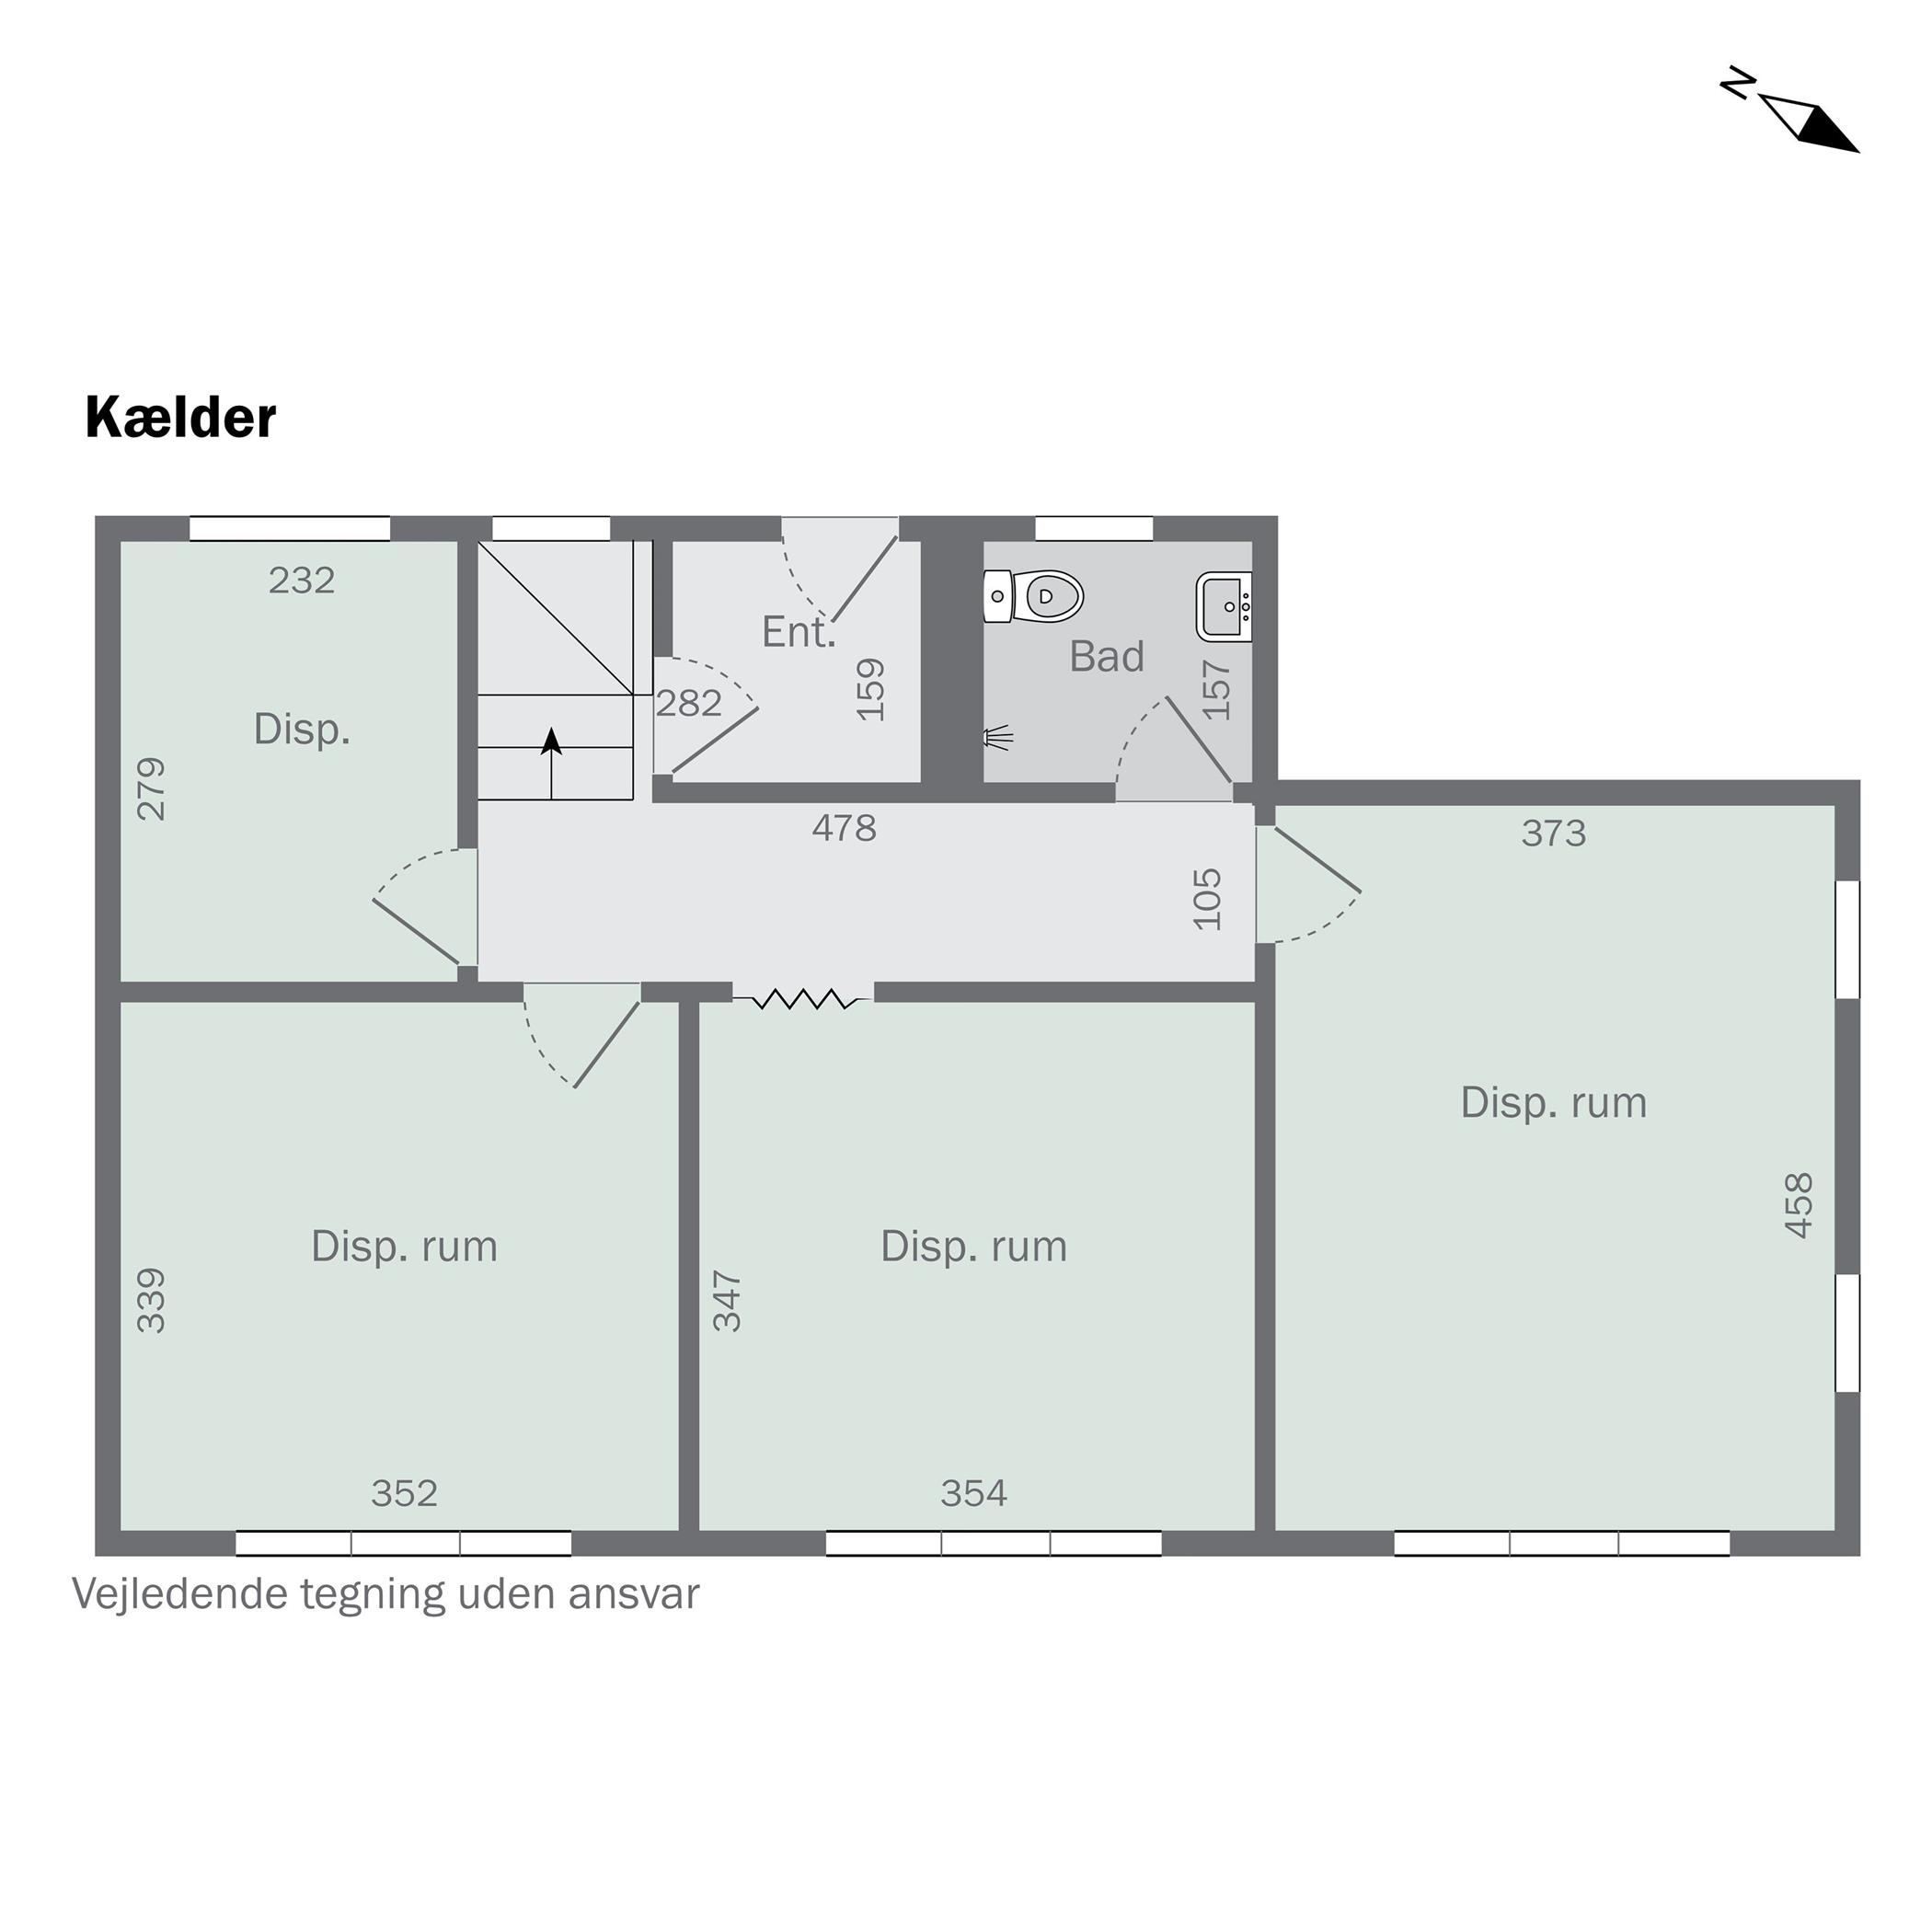 N
Kælder
232
Ent.
Bad
159
157
282
Disp.
279
478
373
105
Disp. rum
458
Disp. rum
Disp. rum
339
347
352
354
Vejledende tegning uden ansvar